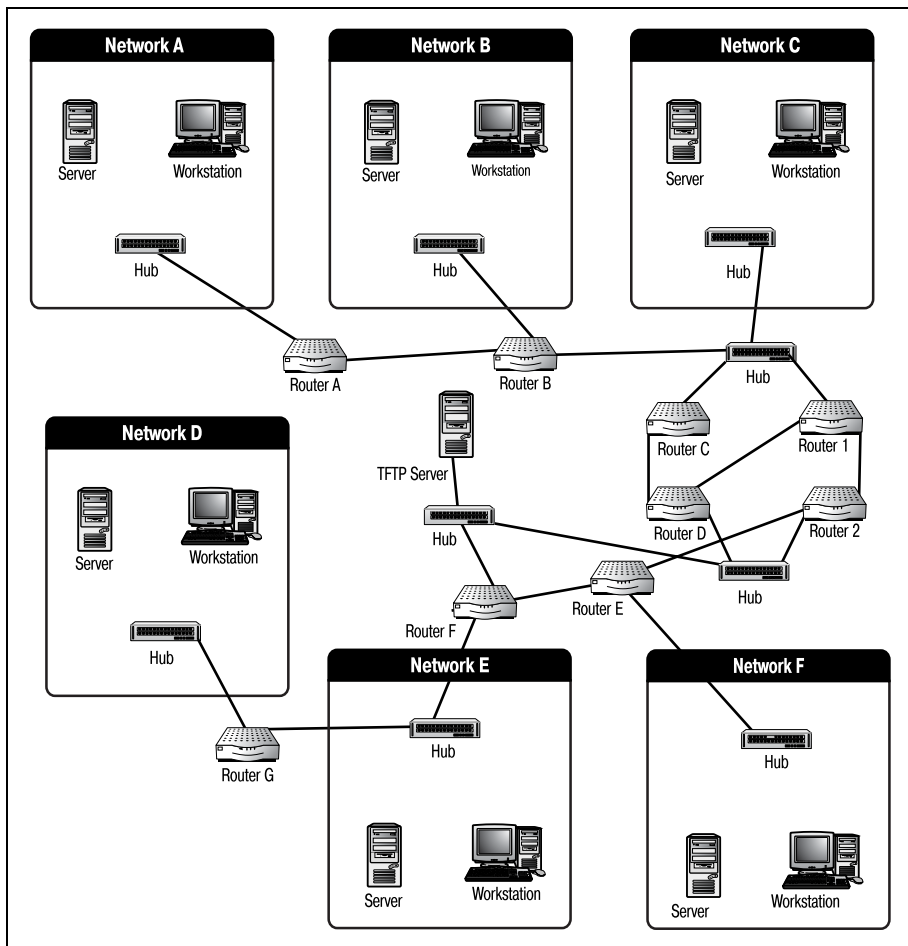 Network A
Network B
Network C
Server
Workstation
Server
Workstation
Server
Workstation
Hub
Hub
Hub
Router A
Router B
Hub
Network D
TFTP Server
Router C
Router 1
Server
Workstation
Hub
Router D
Router 2
Hub
Router F
Router E
Hub
Network E
Network F
Router G
Hub
Hub
Server
Workstation
Server
Workstation